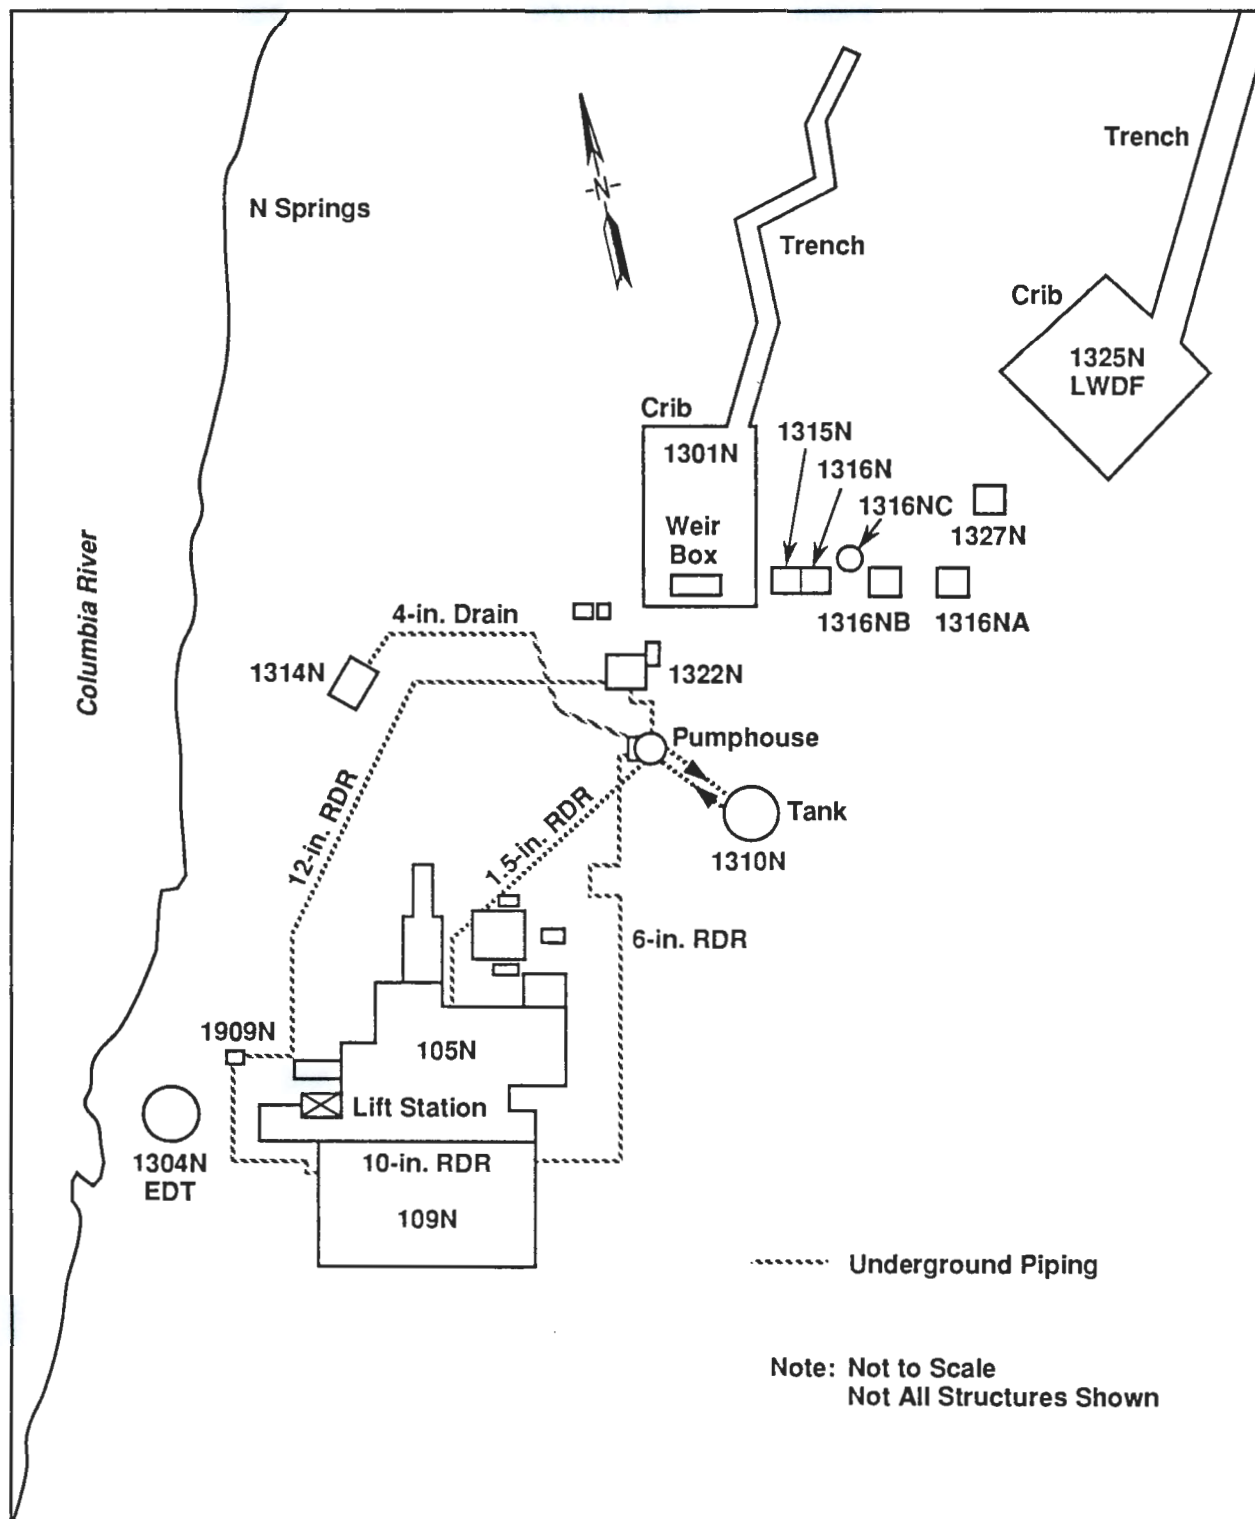 Trench
N
N Springs
Trench
Crib
1325N
LWDF
Crib
1315N
1301N
1316N
1316NC
Weir
Box
1327N
Columbia River
4-in. Drain
1316NB
1316NA
1314N
1322N
Pumphouse
12-in. RDR
1.5-in. RDR
Tank
1310N
6-in. RDR
1909N
105N
Lift Station
1304N
EDT
10-in. RDR
109N
Underground Piping
Note: Not to Scale
Not All Structures Shown